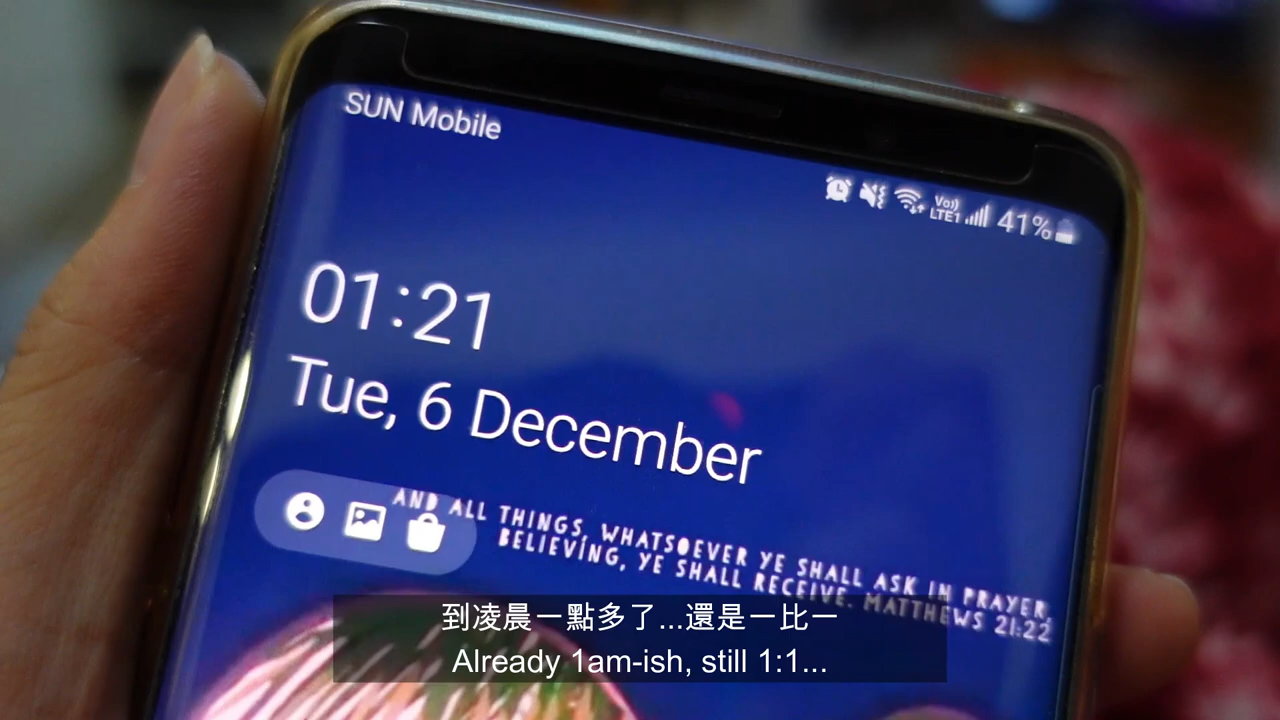 SUN Mobile
Vo))
LTE1
41%
01:21
Tue, 6 December
AND ALL THINGS, WHATSOEVER YE SHALL ASK IN PRAYER,
BELIEVING, YE SHALL RECEIVE. MATTHEWS 21:22
到凌晨一點多了...還是一比一
Already 1am-ish, still 1:1...